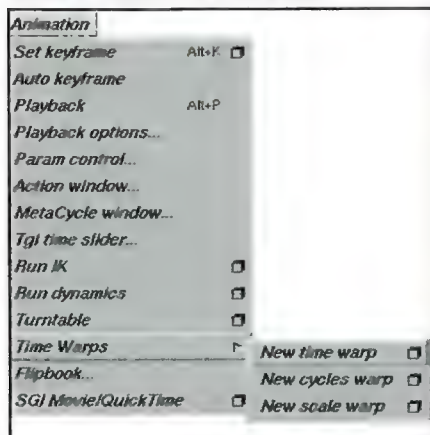 Animation
Set keyframe Alt+K
Auto keyframe
Playback Alt+P
Playback options...
Param control...
Action window...
MetaCycle window...
Tgl time slider...
Run IK
Run dynamics
Turntable
Time Warps
New time warp
Flipbook...
New cycles warp
SGI Movie/QuickTime
New scale warp